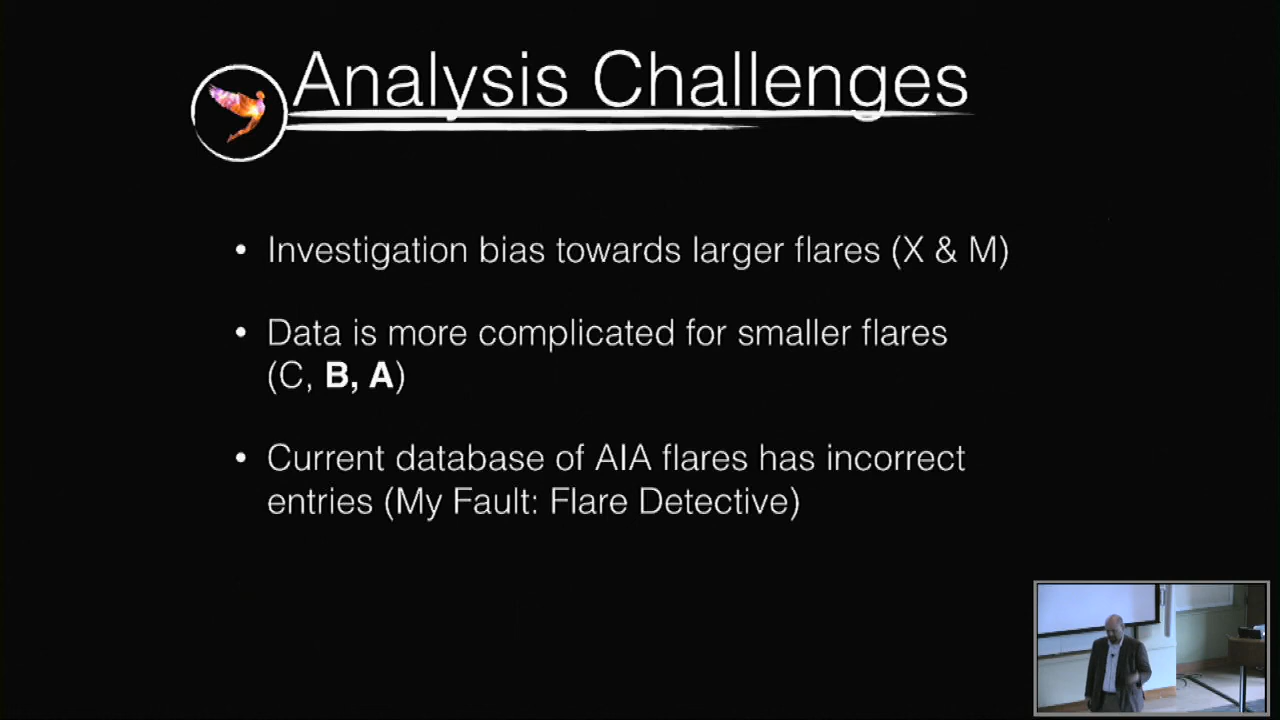 Analysis Challenges
• Investigation bias towards larger flares (X & M)
• Data is more complicated for smaller flares
(C, B, A)
• Current database of AIA flares has incorrect
entries (My Fault: Flare Detective)